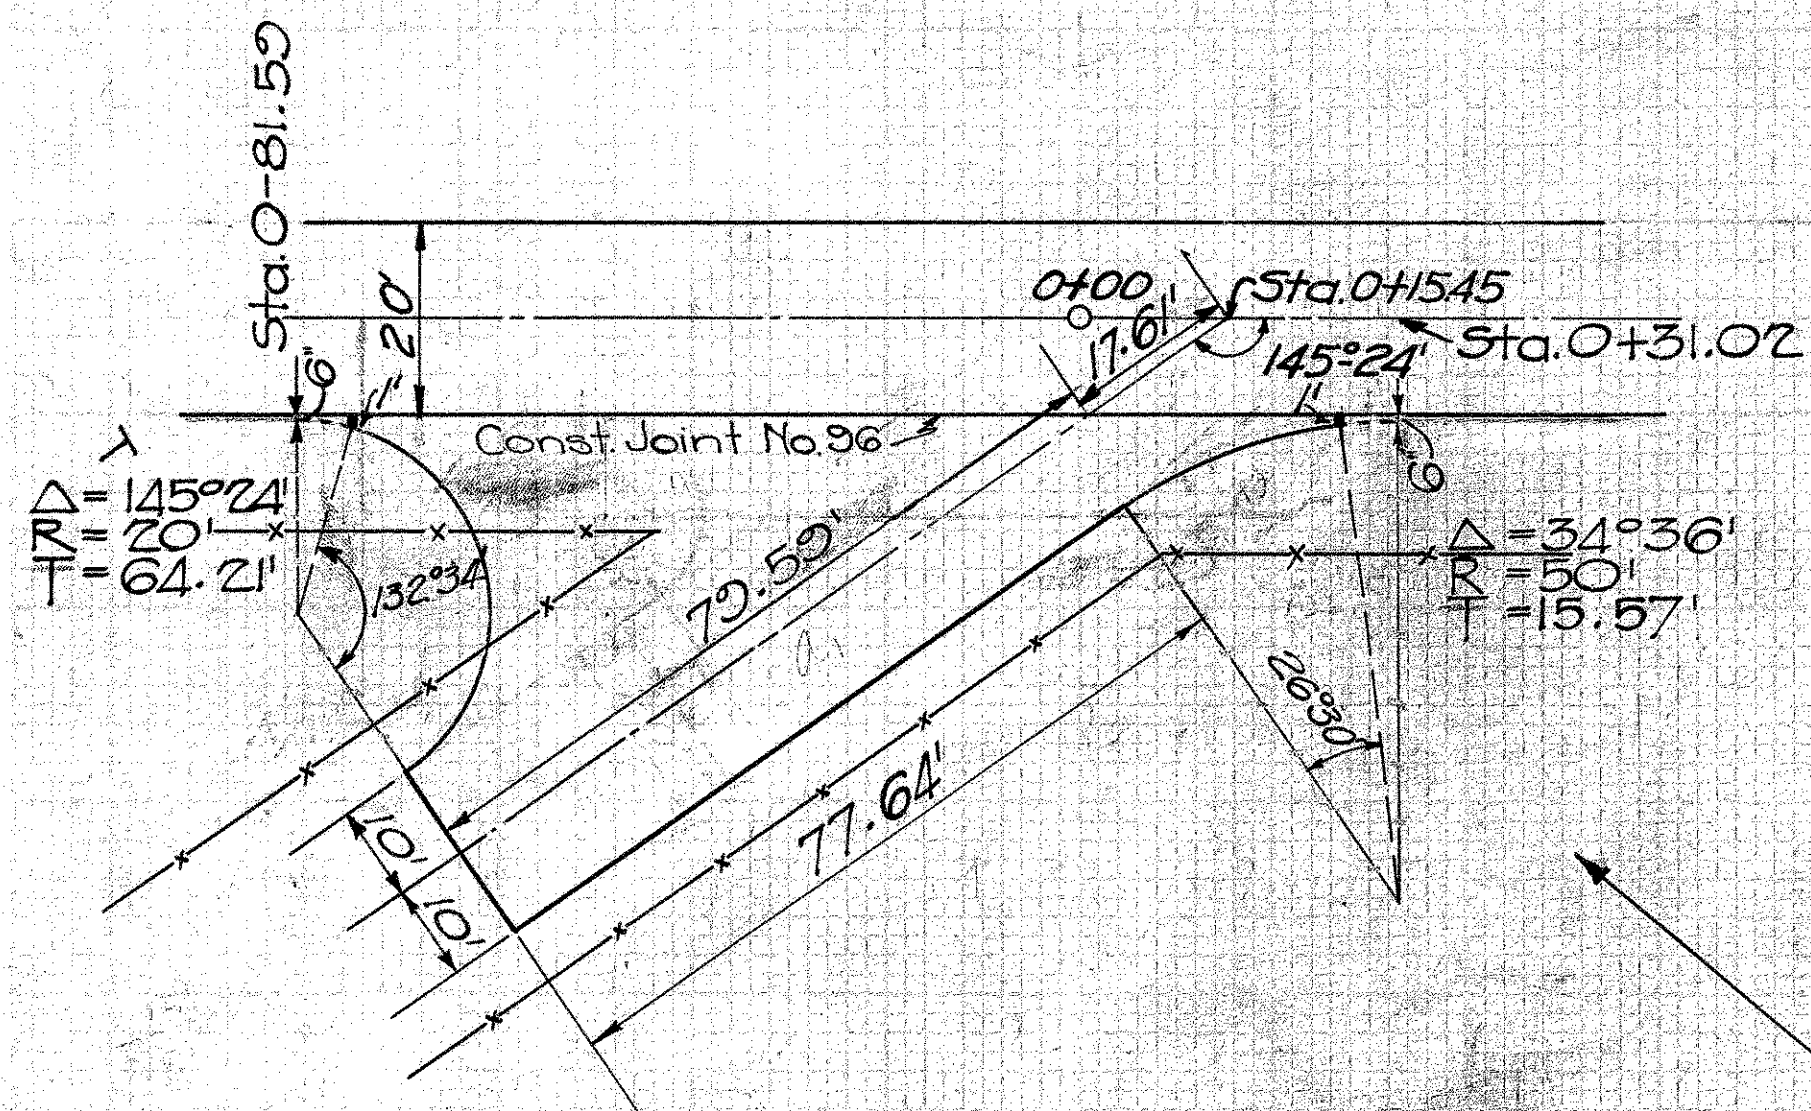 Sta. 0-81.59
20'
0+00
Sta. 0+15.45
17.61'
Sta. 0+31.02
145°-24'
6"
1'
1'
Const. Joint No. 96
6"
Δ = 145°24'
R = 20'
T = 64.21'
132°34'
79.59'
Δ = 34°36'
R = 50'
T = 15.57'
26°30'
77.64'
10'
10'